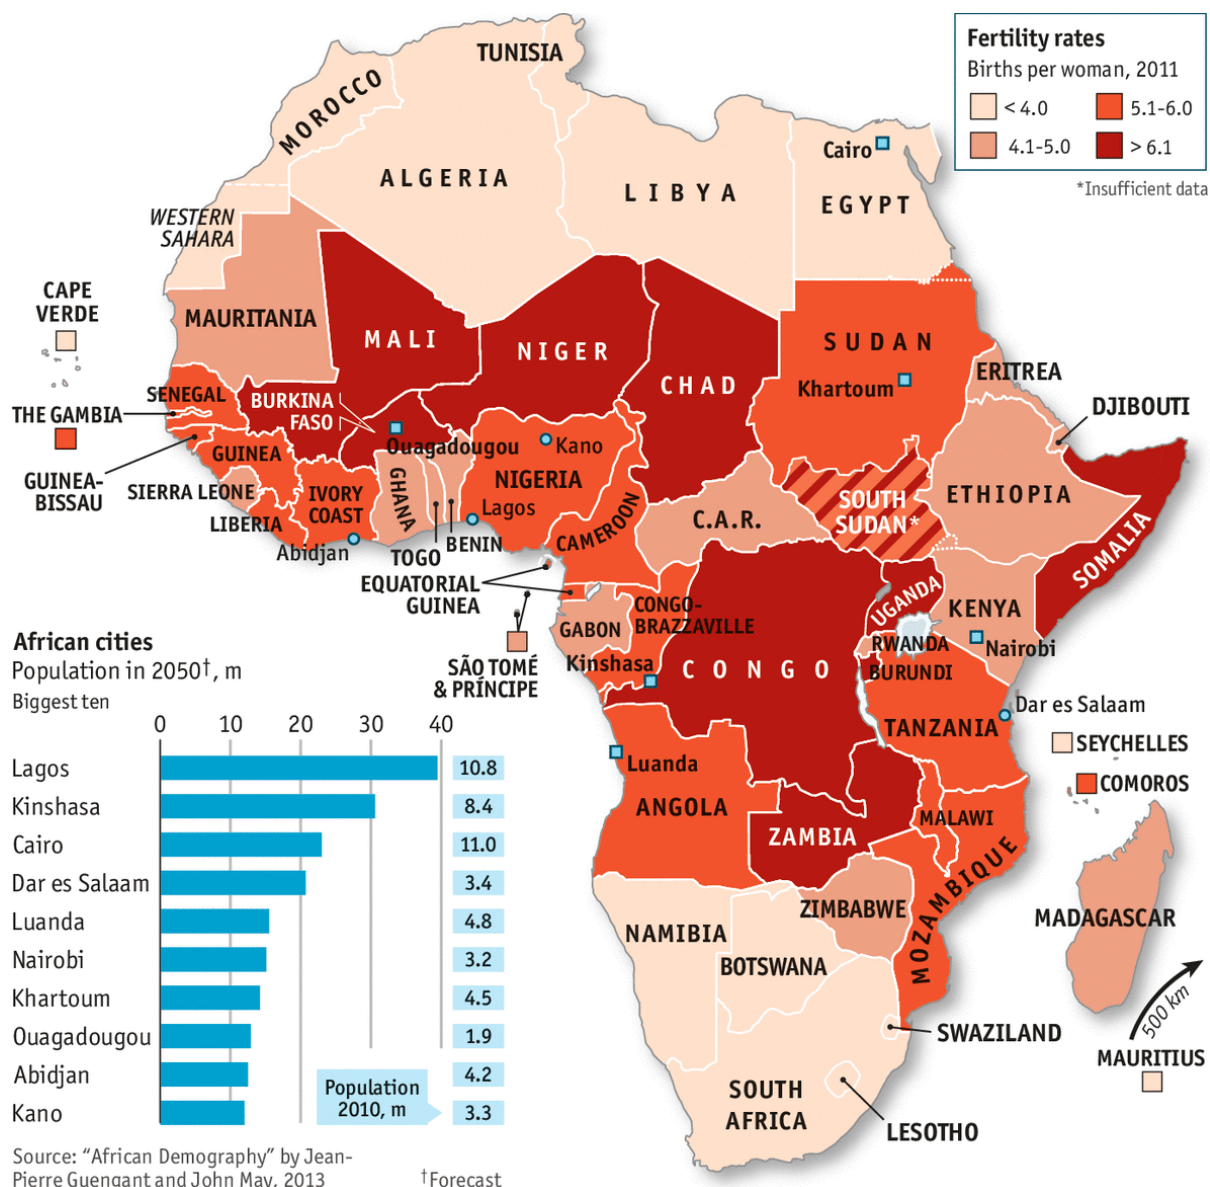 Fertility rates
Births per woman, 2011
< 4.0
5.1-6.0
4.1-5.0
> 6.1
*Insufficient data
TUNISIA
MOROCCO
ALGERIA
LIBYA
Cairo
EGYPT
WESTERN
SAHARA
CAPE
VERDE
MAURITANIA
MALI
NIGER
CHAD
SUDAN
Khartoum
ERITREA
DJIBOUTI
SENEGAL
THE GAMBIA
BURKINA
FASO
Ouagadougou
Kano
GUINEA
GUINEA-
BISSAU
SIERRA LEONE
IVORY
COAST
GHANA
NIGERIA
Lagos
LIBERIA
Abidjan
TOGO
BENIN
CAMEROON
C.A.R.
SOUTH
SUDAN*
ETHIOPIA
SOMALIA
EQUATORIAL
GUINEA
CONGO-
BRAZZAVILLE
GABON
UGANDA
KENYA
Nairobi
RWANDA
BURUNDI
SÃO TOMÉ
& PRÍNCIPE
Kinshasa
CONGO
TANZANIA
Dar es Salaam
SEYCHELLES
COMOROS
Luanda
ANGOLA
ZAMBIA
MALAWI
MOZAMBIQUE
ZIMBABWE
MADAGASCAR
NAMIBIA
BOTSWANA
500 km
MAURITIUS
SWAZILAND
SOUTH
AFRICA
LESOTHO
African cities
Population in 2050†, m
Biggest ten
0 10 20 30 40
Lagos 10.8
Kinshasa 8.4
Cairo 11.0
Dar es Salaam 3.4
Luanda 4.8
Nairobi 3.2
Khartoum 4.5
Ouagadougou 1.9
Abidjan 4.2
Kano 3.3
Population
2010, m
Source: “African Demography” by Jean-
Pierre Guengant and John May, 2013
†Forecast